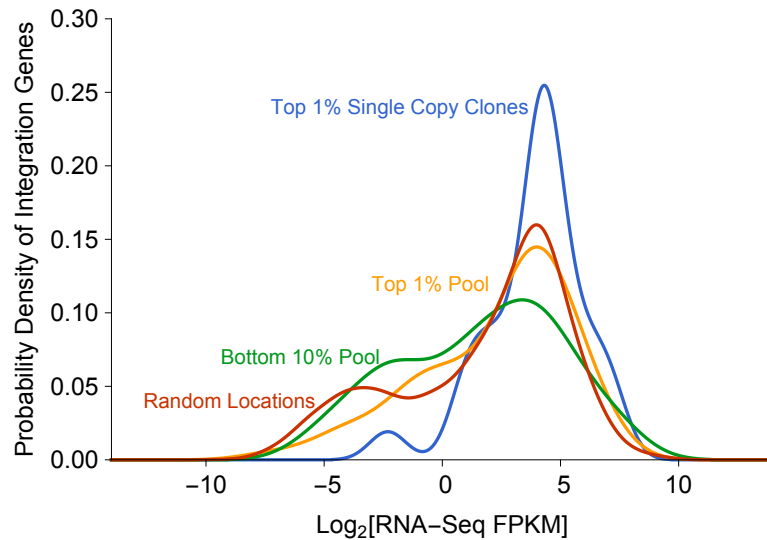 0.30
0.25
0.20
0.15
0.10
0.05
0.00
Probability Density of Integration Genes
Top 1% Single Copy Clones
Top 1% Pool
Bottom 10% Pool
Random Locations
−10
−5
0
5
10
Log₂[RNA−Seq FPKM]